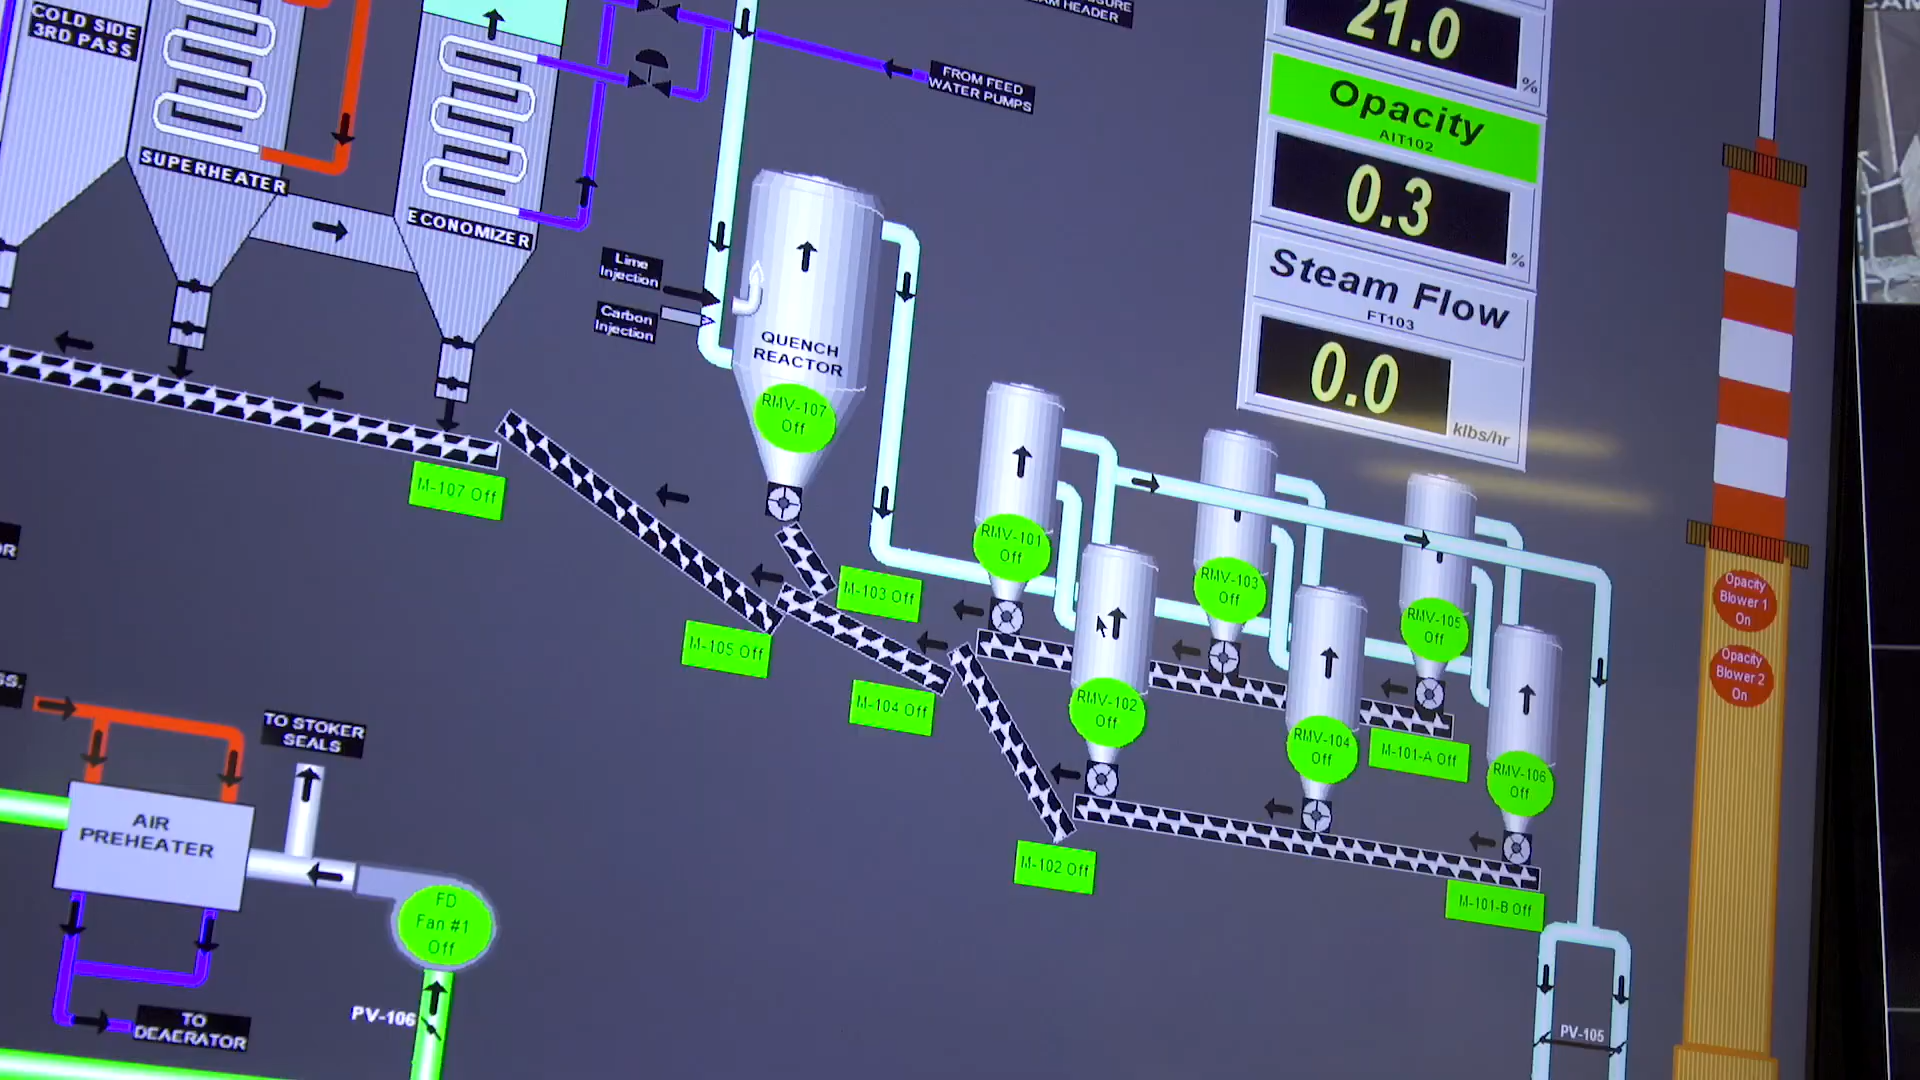 COLD SIDE
3RD PASS
SUPERHEATER
ECONOMIZER
HEADER
FROM FEED
WATER PUMPS
21.0
%
Opacity
AIT102
0.3
%
Steam Flow
FT103
0.0
klbs/hr
Lime
Injection
Carbon
Injection
QUENCH
REACTOR
RMV-107
Off
M-107 Off
M-103 Off
M-105 Off
M-104 Off
RMV-101
Off
RMV-103
Off
RMV-105
Off
RMV-102
Off
RMV-104
Off
RMV-106
Off
M-101-A Off
M-102 Off
M-101-B Off
Opacity
Blower 1
On
Opacity
Blower 2
On
TO STOKER
SEALS
AIR
PREHEATER
FD
Fan #1
Off
PV-106
TO
DEAERATOR
PV-105